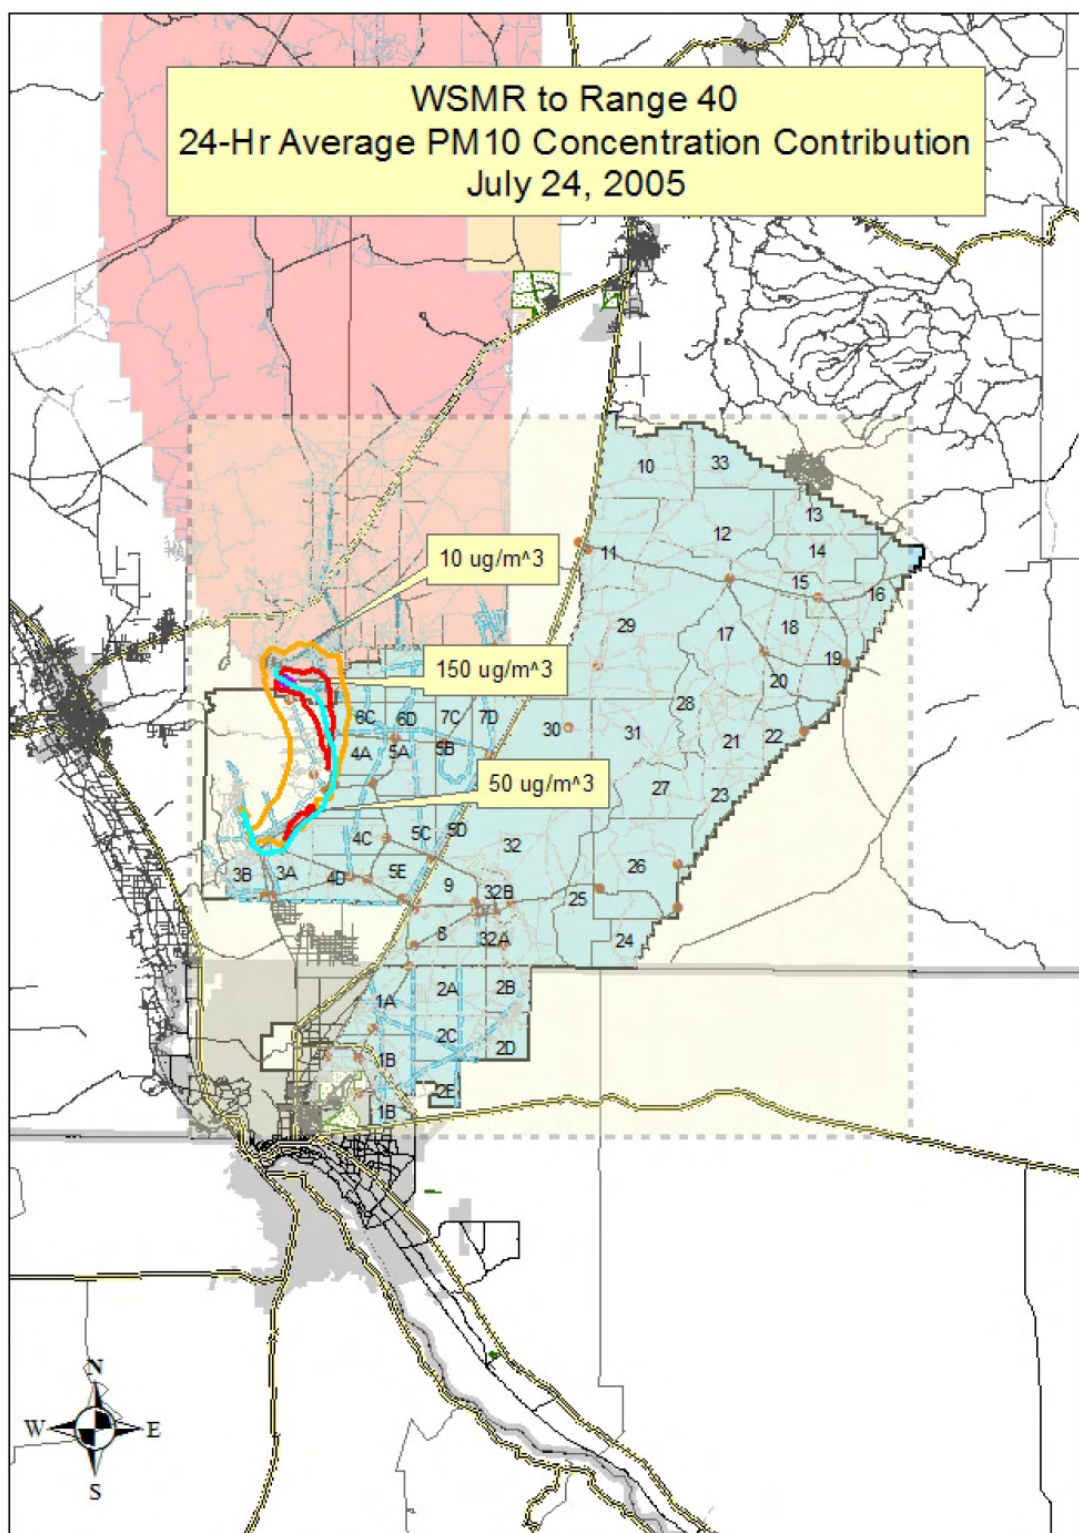 WSMR to Range 40
24-Hr Average PM10 Concentration Contribution
July 24, 2005
10
33
13
12
14
11
15
16
10 ug/m^3
29
17
18
19
150 ug/m^3
20
28
6C
6D
7C
7D
30
31
21
22
4A
5A
5B
50 ug/m^3
27
23
4C
5C
5D
32
26
3B
3A
4D
5E
9
32B
25
8
32A
24
1A
2A
2B
2C
2D
1B
2E
1B
N
W
E
S